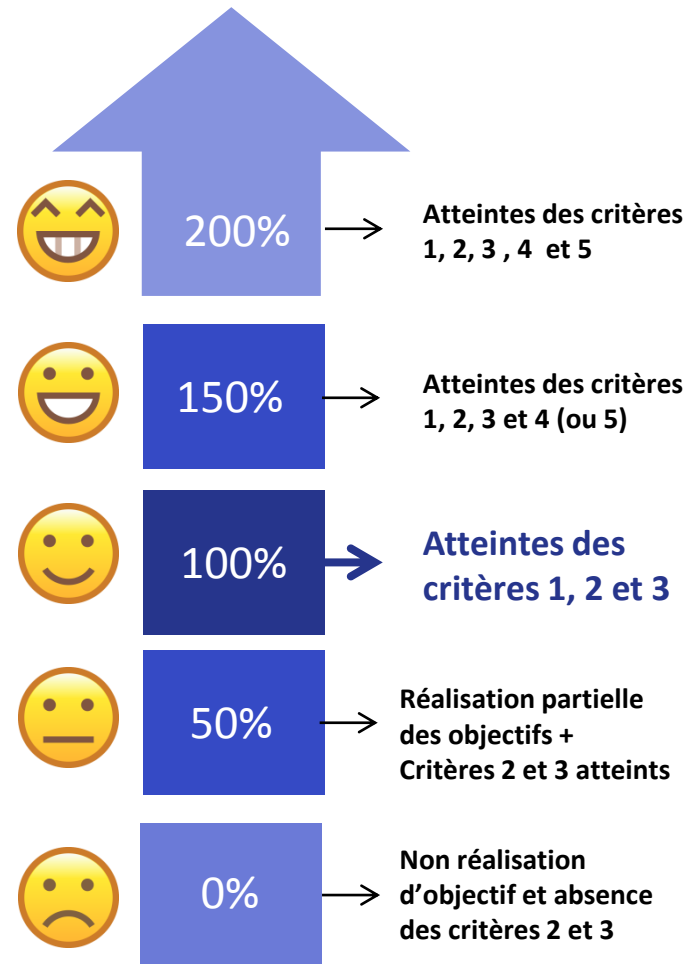 200%
Atteintes des critères
1, 2, 3 , 4 et 5
150%
Atteintes des critères
1, 2, 3 et 4 (ou 5)
100%
Atteintes des
critères 1, 2 et 3
50%
Réalisation partielle
des objectifs +
Critères 2 et 3 atteints
0%
Non réalisation
d’objectif et absence
des critères 2 et 3